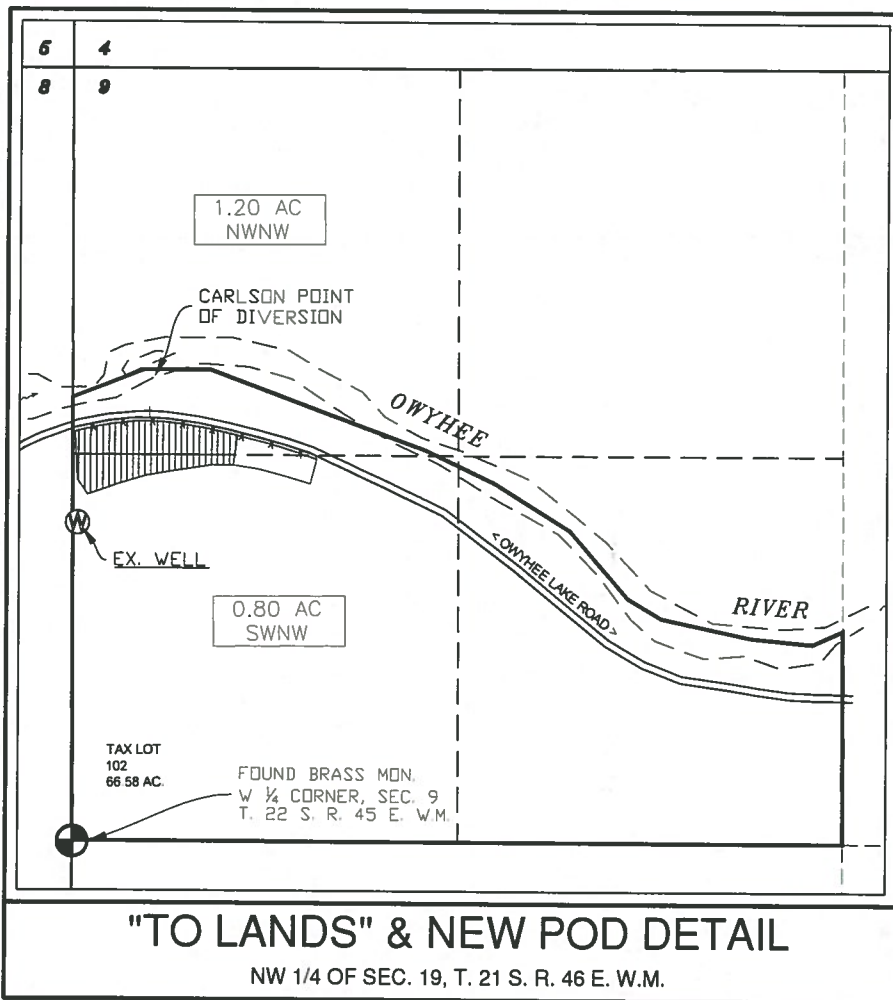 6 4
8 9
1.20 AC
NWNW
CARLSON POINT
OF DIVERSION
OWYHEE
W
EX. WELL
< OWYHEE LAKE ROAD >
0.80 AC
SWNW
RIVER
TAX LOT
102
66.58 AC.
FOUND BRASS MON.
W ¼ CORNER, SEC. 9
T. 22 S. R. 45 E. W.M.
"TO LANDS" & NEW POD DETAIL
NW 1/4 OF SEC. 19, T. 21 S. R. 46 E. W.M.